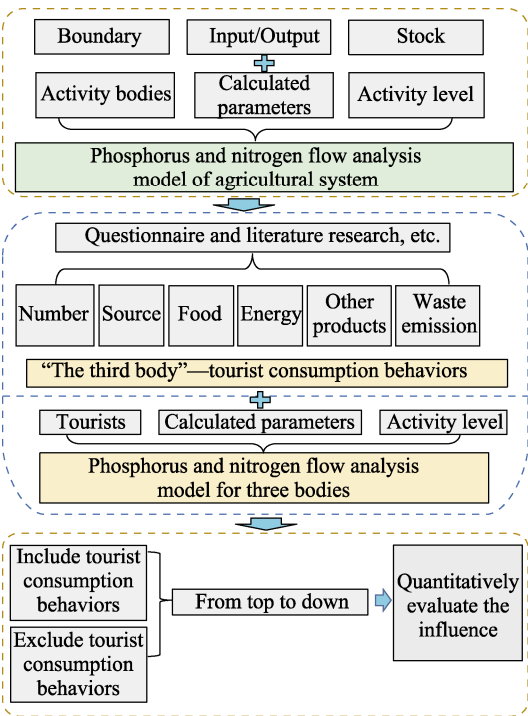 Boundary
Input/Output
Stock
Activity bodies
Calculated
parameters
Activity level
Phosphorus and nitrogen flow analysis
model of agricultural system
Questionnaire and literature research, etc.
Number
Source
Food
Energy
Other
products
Waste
emission
“The third body”—tourist consumption behaviors
Tourists
Calculated parameters
Activity level
Phosphorus and nitrogen flow analysis
model for three bodies
Include tourist
consumption
behaviors
Exclude tourist
consumption
behaviors
From top to down
Quantitatively
evaluate the
influence